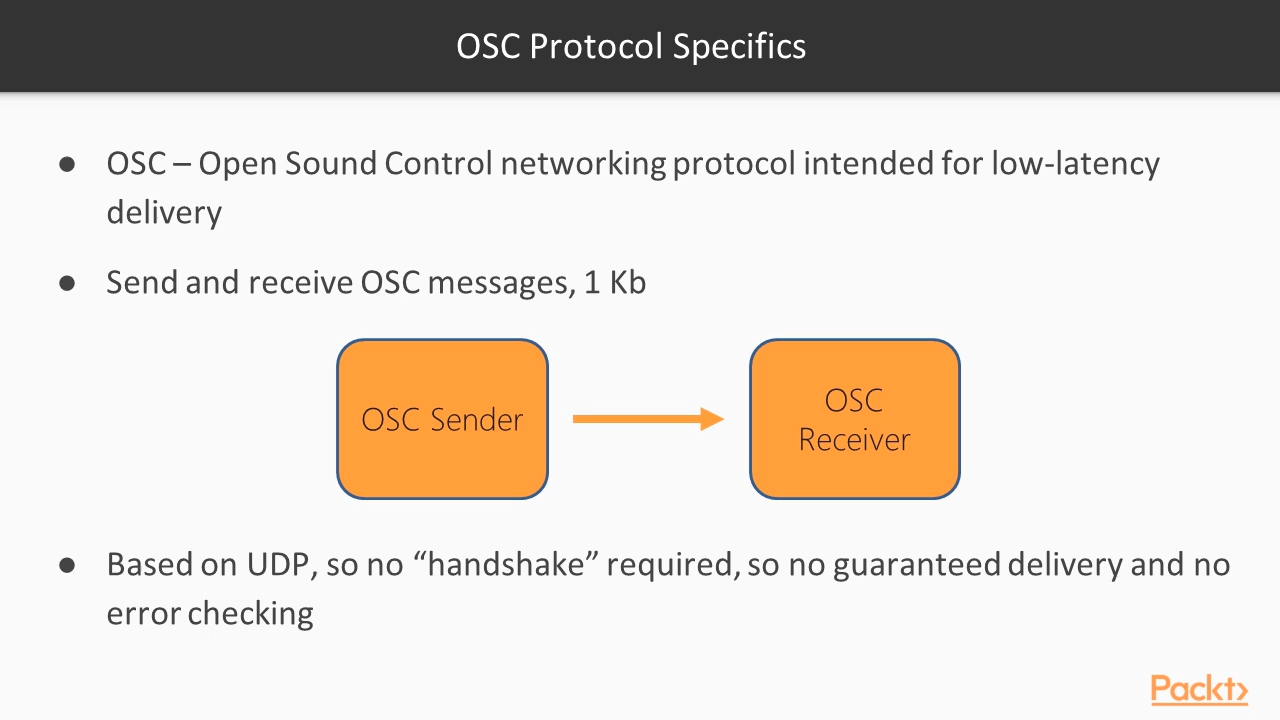 OSC Protocol Specifics
● OSC – Open Sound Control networking protocol intended for low-latency
delivery
● Send and receive OSC messages, 1 Kb
OSC Sender
OSC
Receiver
● Based on UDP, so no “handshake” required, so no guaranteed delivery and no
error checking
Packt>